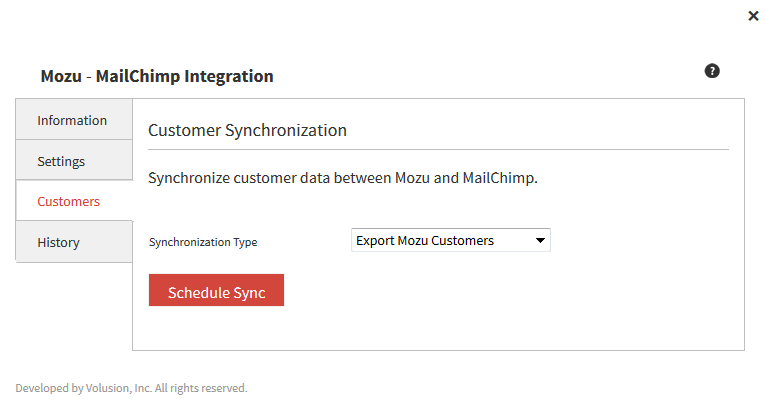 Mozu - MailChimp Integration
Information
Settings
Customers
History
Customer Synchronization
Synchronize customer data between Mozu and MailChimp.
Synchronization Type
Export Mozu Customers
Schedule Sync
Developed by Volusion, Inc. All rights reserved.